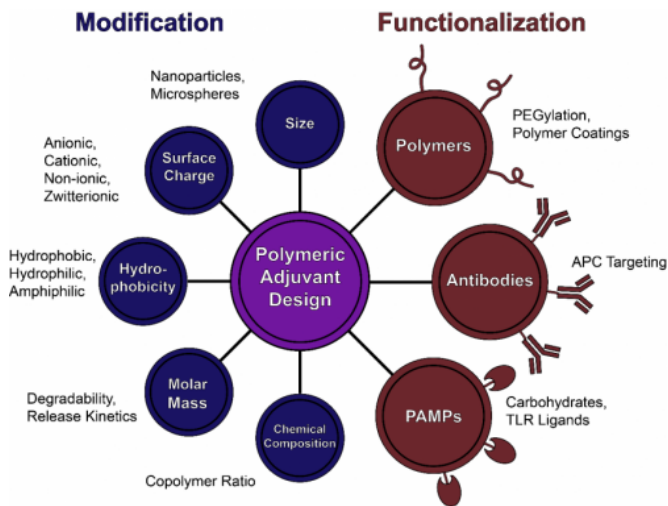 Modification
Functionalization
Nanoparticles,
Microspheres
Size
Anionic,
Cationic,
Non-ionic,
Zwitterionic
Surface
Charge
Hydrophobic,
Hydrophilic,
Amphiphilic
Hydro-
phobicity
Degradability,
Release Kinetics
Molar
Mass
Copolymer Ratio
Chemical
Composition
Polymeric
Adjuvant
Design
Polymers
PEGylation,
Polymer Coatings
Antibodies
APC Targeting
PAMPs
Carbohydrates,
TLR Ligands